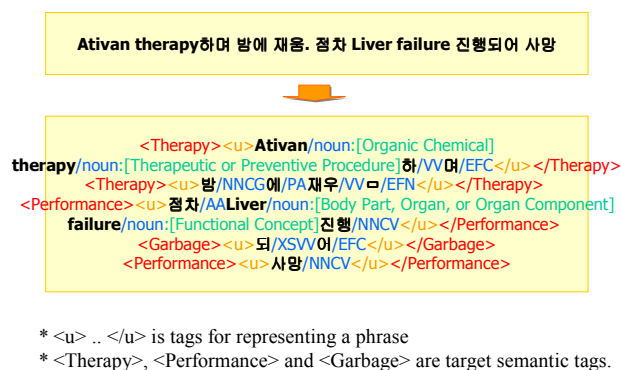 Ativan therapy하며 방에 재움. 점차 Liver failure 진행되어 사망
<Therapy><u>Ativan/noun:[Organic Chemical]
therapy/noun:[Therapeutic or Preventive Procedure]하/VV며/EFC</u></Therapy>
<Therapy><u>방/NNCG에/PA재우/VVㅁ/EFN</u></Therapy>
<Performance><u>점차/AALiver/noun:[Body Part, Organ, or Organ Component]
failure/noun:[Functional Concept]진행/NNCV</u></Performance>
<Garbage><u>되/XSVV어/EFC</u></Garbage>
<Performance><u>사망/NNCV</u></Performance>
* <u> .. </u> is tags for representing a phrase
* <Therapy>, <Performance> and <Garbage> are target semantic tags.